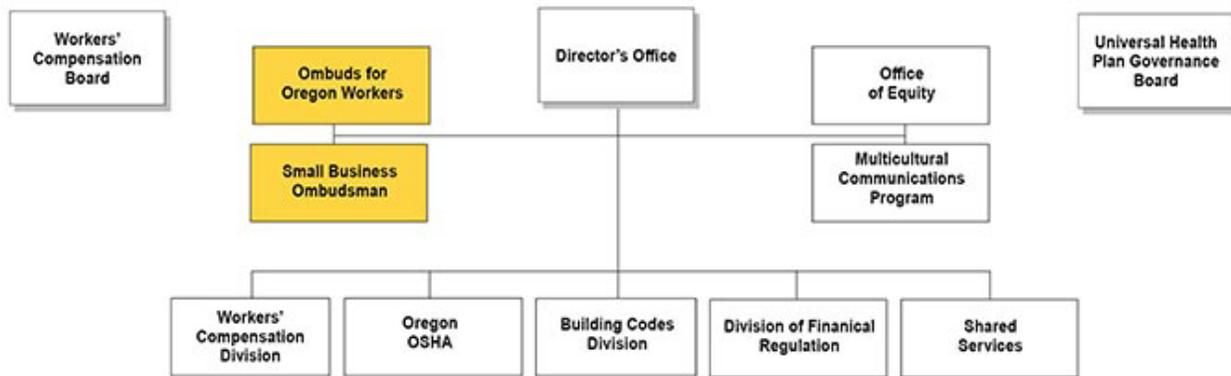 Workers'
Compensation
Board
Director's Office
Universal Health
Plan Governance
Board
Ombuds for
Oregon Workers
Office
of Equity
Small Business
Ombudsman
Multicultural
Communications
Program
Workers'
Compensation
Division
Oregon
OSHA
Building Codes
Division
Division of Finanical
Regulation
Shared
Services